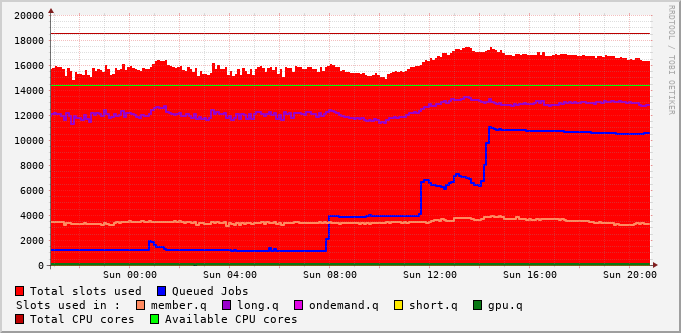 20000
18000
16000
14000
12000
10000
8000
6000
4000
2000
0
Sun 00:00 Sun 04:00 Sun 08:00 Sun 12:00 Sun 16:00 Sun 20:00
RRDTOOL / TOBI OETIKER
Total slots used Queued Jobs
Slots used in : member.q long.q ondemand.q short.q gpu.q
Total CPU cores Available CPU cores